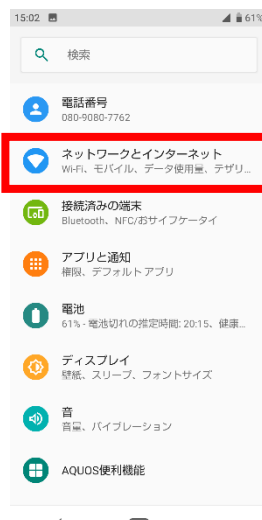 15:02
61%
検索
電話番号
080-9080-7762
ネットワークとインターネット
Wi-Fi、モバイル、データ使用量、テザリ...
接続済みの端末
Bluetooth、NFC/おサイフケータイ
アプリと通知
権限、デフォルト アプリ
電池
61% - 電池切れの推定時間: 20:15、健康...
ディスプレイ
壁紙、スリープ、フォントサイズ
音
音量、バイブレーション
AQUOS便利機能